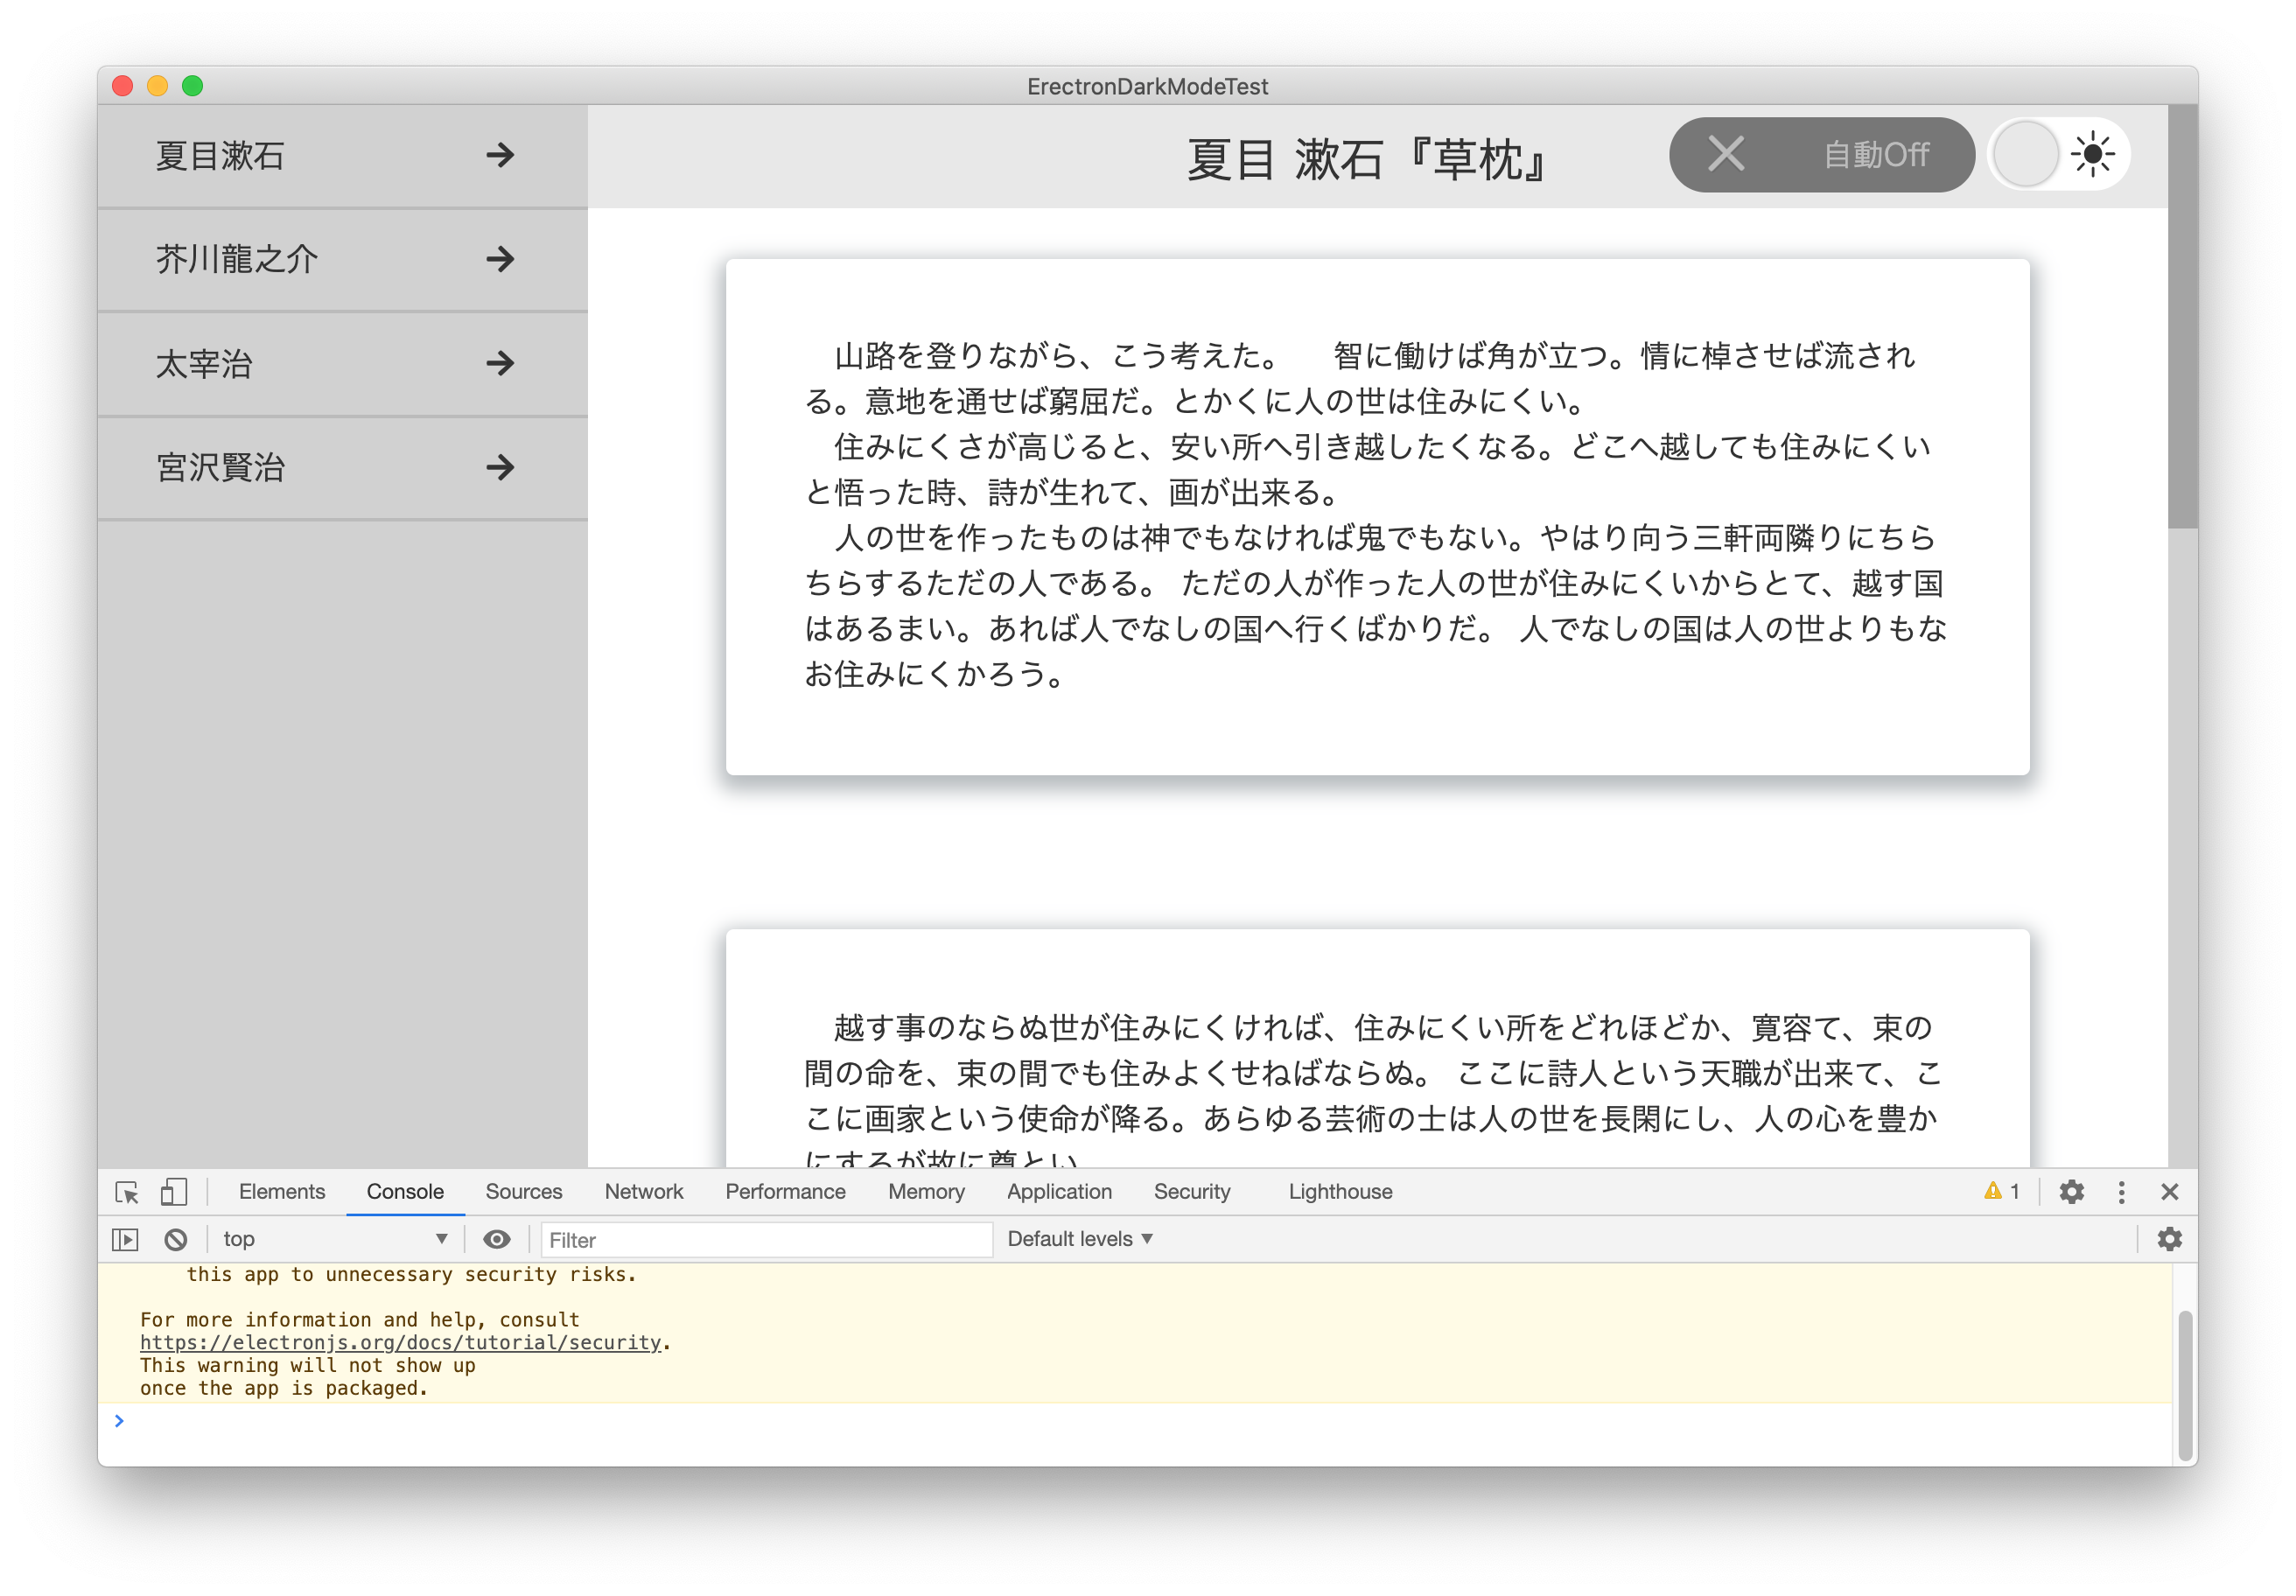 ErectronDarkModeTest
夏目漱石
芥川龍之介
太宰治
宮沢賢治
夏目 漱石『草枕』
自動Off
山路を登りながら、こう考えた。　智に働けば角が立つ。情に棹させば流され
る。意地を通せば窮屈だ。とかくに人の世は住みにくい。
住みにくさが高じると、安い所へ引き越したくなる。どこへ越しても住みにくい
と悟った時、詩が生れて、画が出来る。
人の世を作ったものは神でもなければ鬼でもない。やはり向う三軒両隣りにちら
ちらするただの人である。 ただの人が作った人の世が住みにくいからとて、越す国
はあるまい。あれば人でなしの国へ行くばかりだ。 人でなしの国は人の世よりもな
お住みにくかろう。
越す事のならぬ世が住みにくければ、住みにくい所をどれほどか、寛容て、束の
間の命を、束の間でも住みよくせねばならぬ。 ここに詩人という天職が出来て、こ
こに画家という使命が降る。あらゆる芸術の士は人の世を長閑にし、人の心を豊か
にするが故に尊とい
Elements Console Sources Network Performance Memory Application Security Lighthouse 1
top Filter Default levels
this app to unnecessary security risks.
For more information and help, consult
https://electronjs.org/docs/tutorial/security.
This warning will not show up
once the app is packaged.